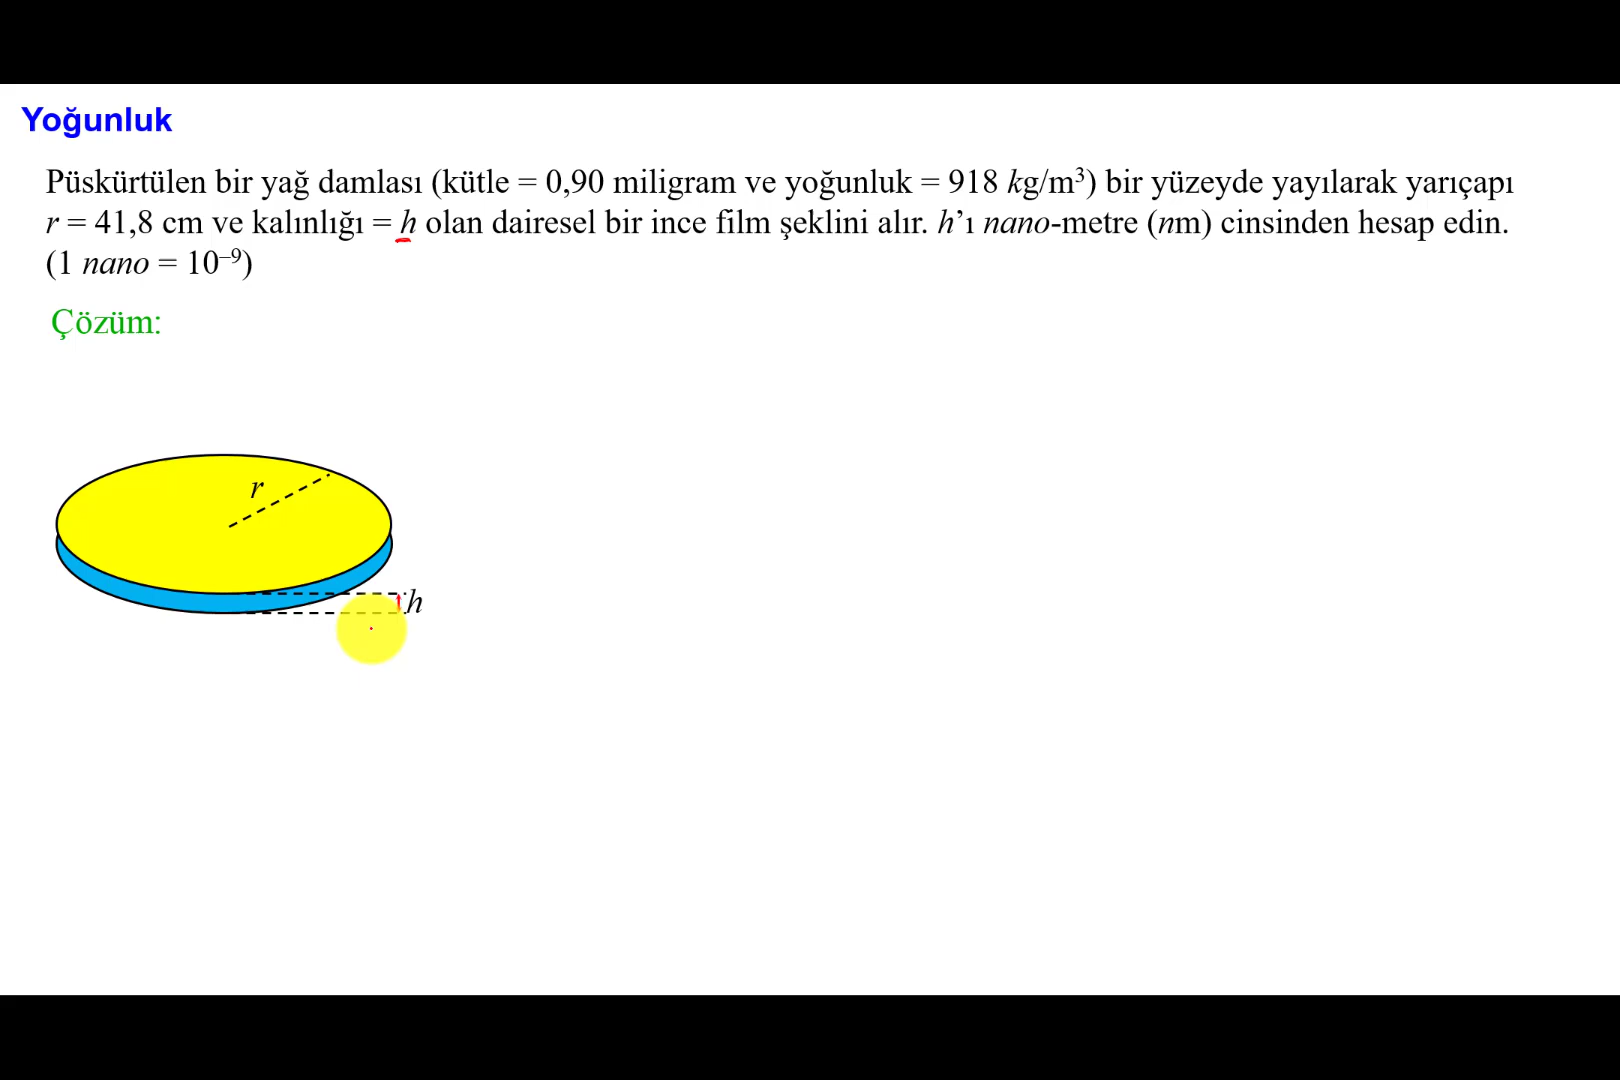 Yoğunluk
Püskürtülen bir yağ damlası (kütle = 0,90 miligram ve yoğunluk = 918 kg/m³) bir yüzeyde yayılarak yarıçapı
r = 41,8 cm ve kalınlığı = h olan dairesel bir ince film şeklini alır. h’ı nano-metre (nm) cinsinden hesap edin.
(1 nano = 10⁻⁹)
Çözüm:
r
h